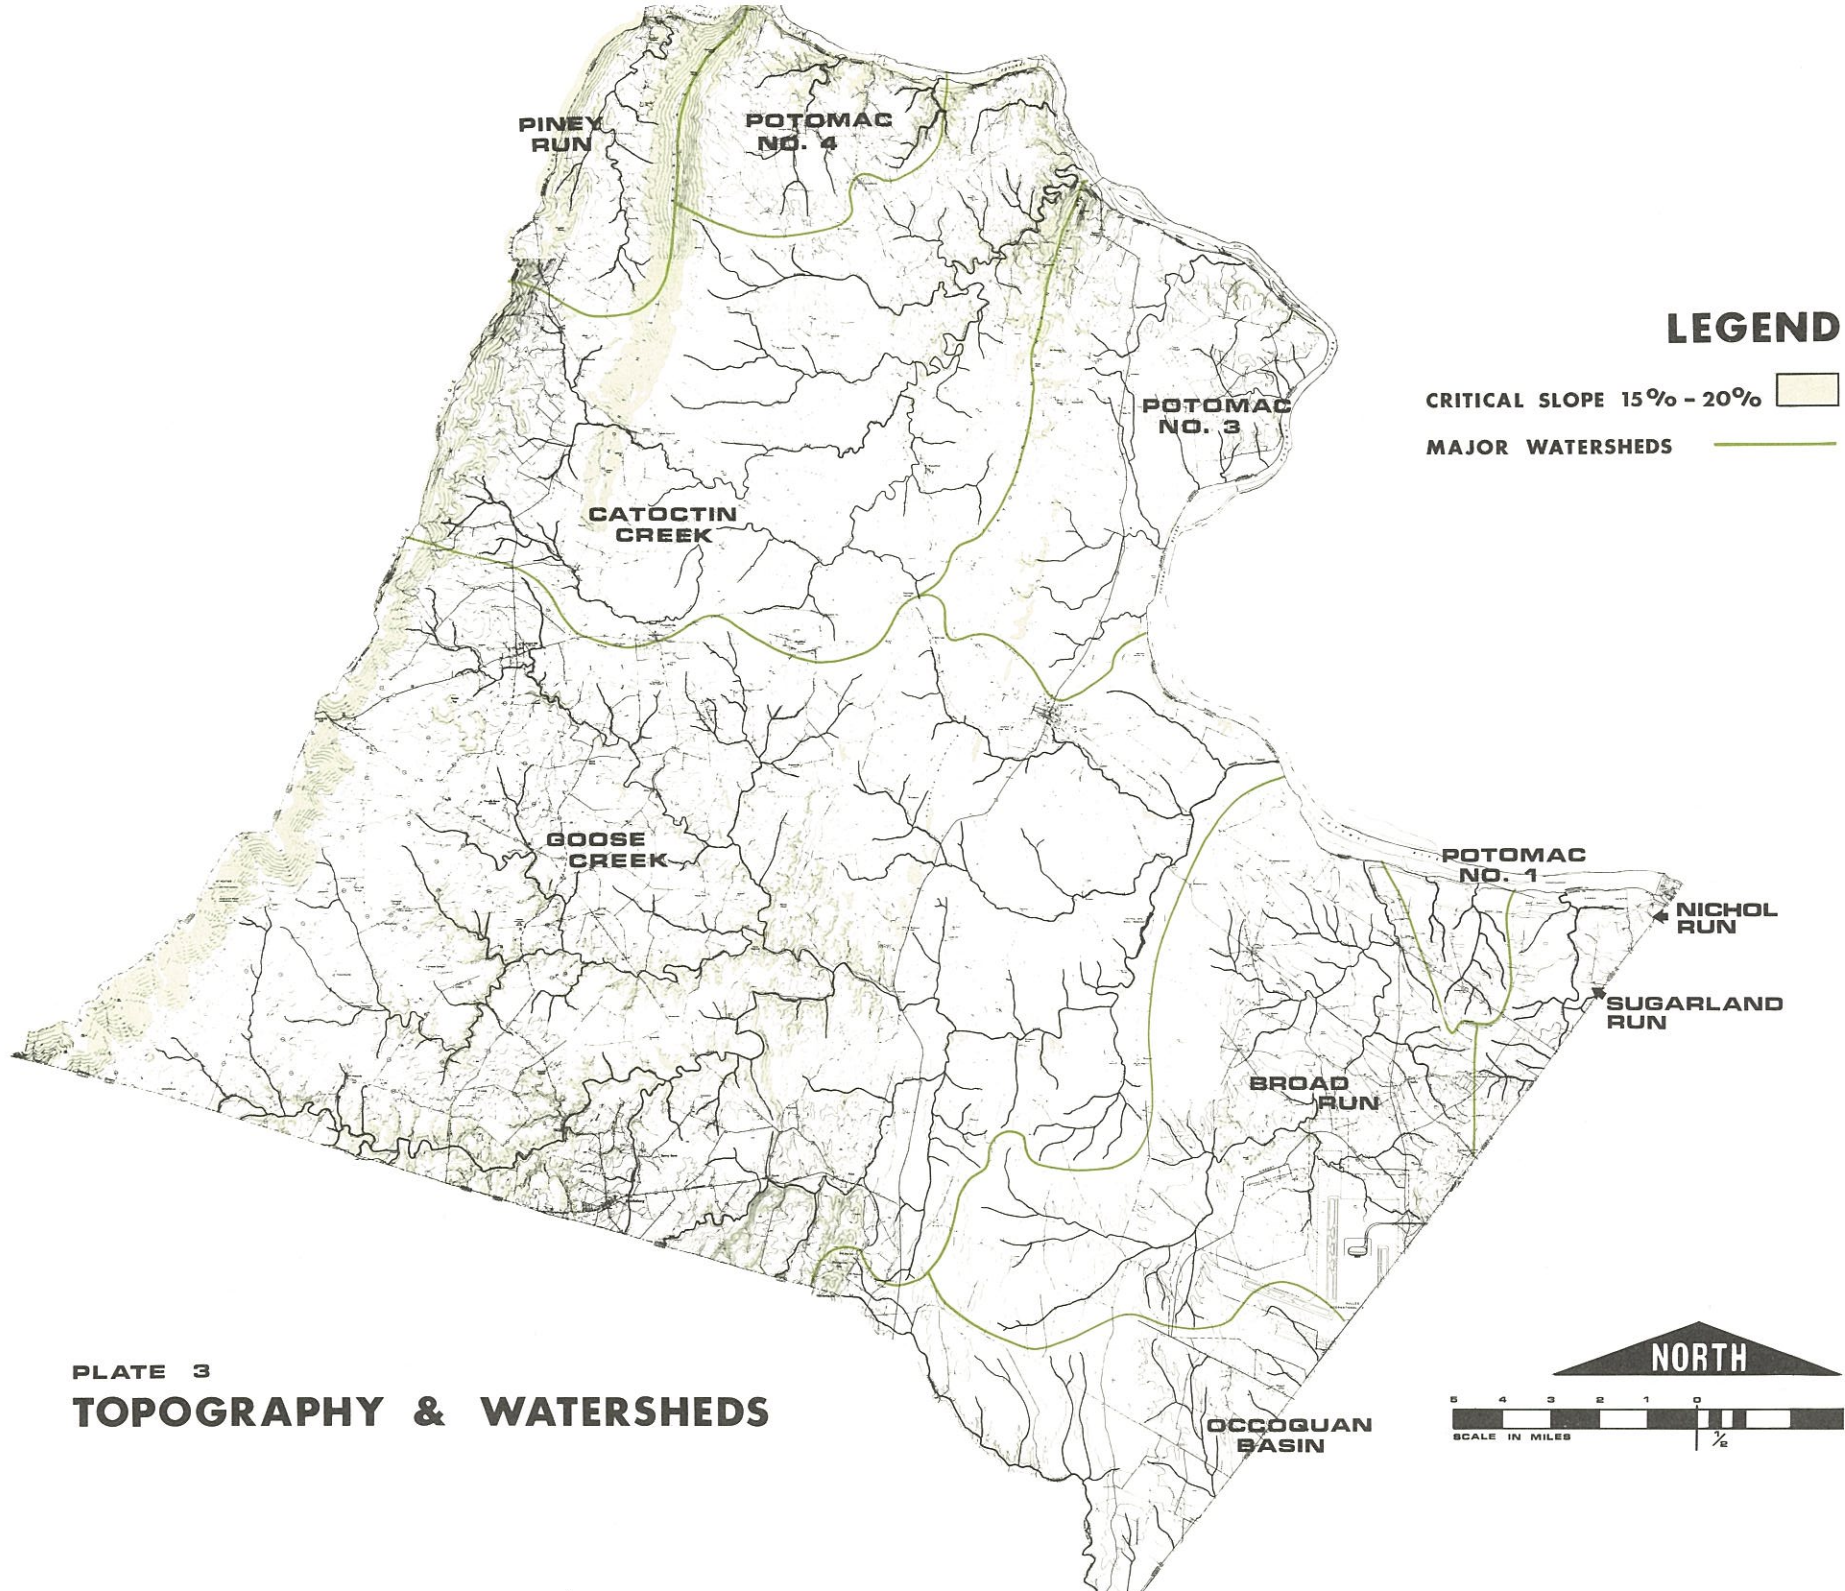 PINEY
RUN
POTOMAC
NO. 4
LEGEND
CRITICAL SLOPE 15% - 20%
MAJOR WATERSHEDS
POTOMAC
NO. 3
CATOCTIN
CREEK
GOOSE
CREEK
POTOMAC
NO. 1
NICHOL
RUN
SUGARLAND
RUN
BROAD
RUN
PLATE 3
TOPOGRAPHY & WATERSHEDS
OCCOQUAN
BASIN
NORTH
5 4 3 2 1 0
SCALE IN MILES 1/2